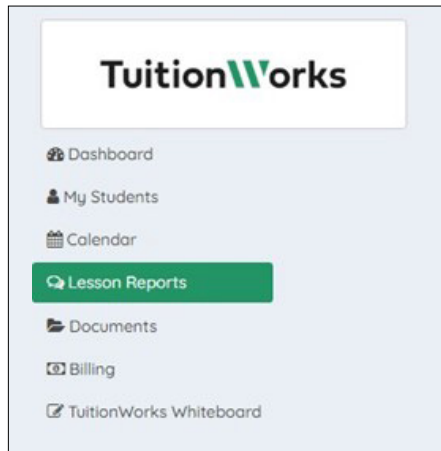 TuitionWorks
Dashboard
My Students
Calendar
Lesson Reports
Documents
Billing
TuitionWorks Whiteboard